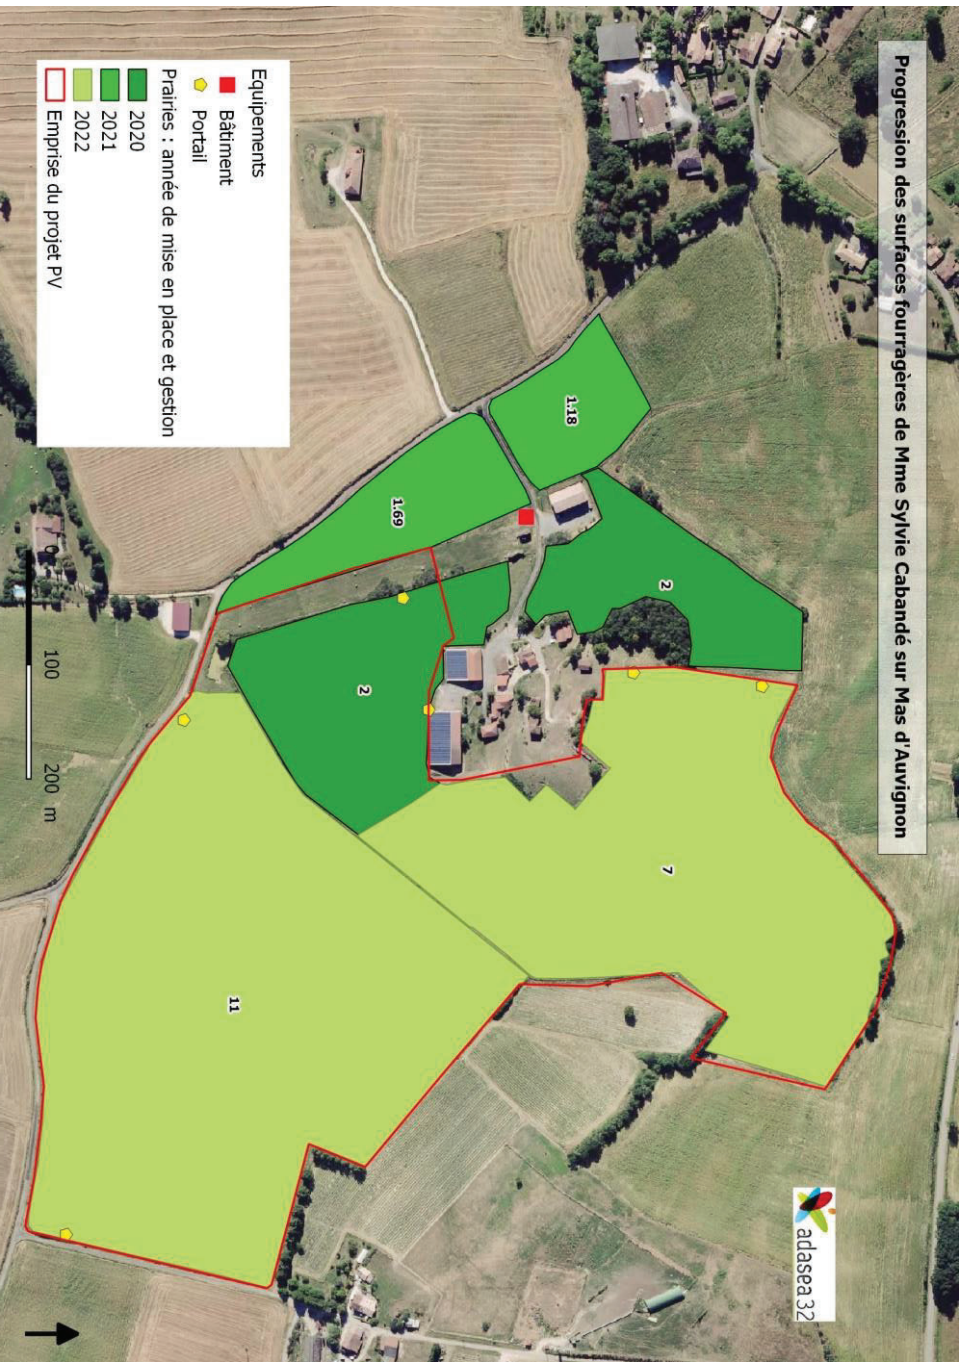 Progression des surfaces fourragères de Mme Sylvie Cabandé sur Mas d'Auvignon
adasea 32
1.18
2
7
1.69
2
11
Equipements
Bâtiment
Portail
Prairies : année de mise en place et gestion
2020
2021
2022
Emprise du projet PV
0 100 200 m